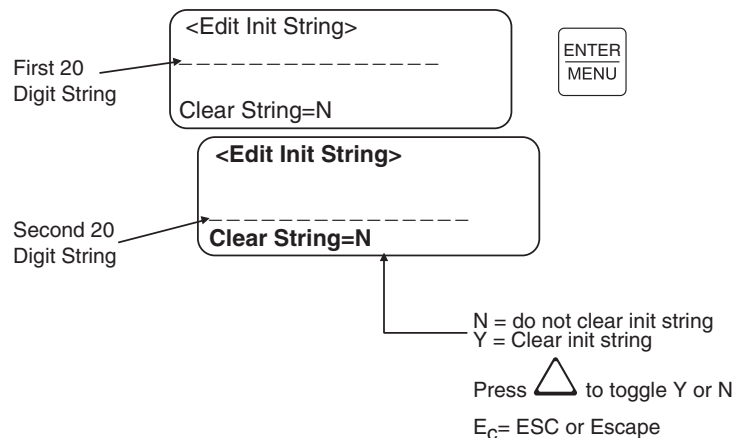 <Edit Init String>
First 20
Digit String
_ _ _ _ _ _ _ _ _ _ _ _ _ _ _
Clear String=N
ENTER
MENU
<Edit Init String>
Second 20
Digit String
_ _ _ _ _ _ _ _ _ _ _ _ _ _ _
Clear String=N
N = do not clear init string
Y = Clear init string
Press to toggle Y or N
Ec= ESC or Escape